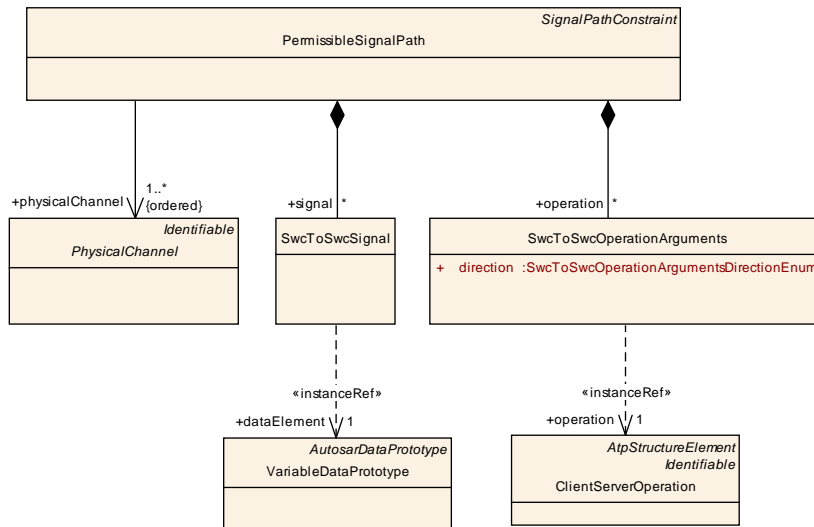 SignalPathConstraint
PermissibleSignalPath
+physicalChannel
1..*
{ordered}
+signal *
+operation *
Identifiable
PhysicalChannel
SwcToSwcSignal
SwcToSwcOperationArguments
+ direction :SwcToSwcOperationArgumentsDirectionEnum
«instanceRef»
«instanceRef»
+dataElement 1
+operation 1
AutosarDataPrototype
VariableDataPrototype
AtpStructureElement
Identifiable
ClientServerOperation